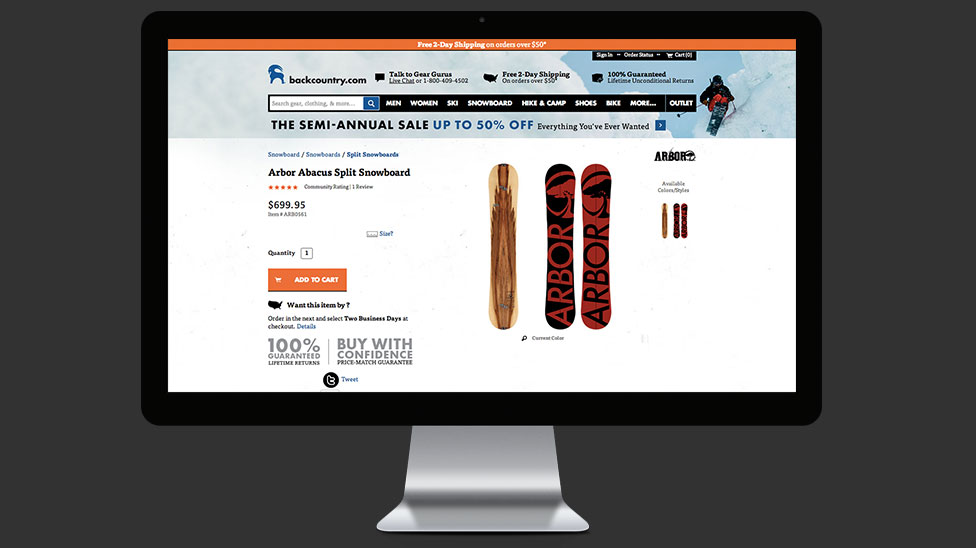 Free 2-Day Shipping on orders over $50*
Sign In Order Status Cart (0)
backcountry.com
Talk to Gear Gurus
Live Chat or 1-800-409-4502
Free 2-Day Shipping
On orders over $50*
100% Guaranteed
Lifetime Unconditional Returns
Search gear, clothing, & more...
MEN WOMEN SKI SNOWBOARD HIKE & CAMP SHOES BIKE MORE... OUTLET
THE SEMI-ANNUAL SALE UP TO 50% OFF Everything You've Ever Wanted
Snowboard / Snowboards / Split Snowboards
Arbor Abacus Split Snowboard
Community Rating | 1 Review
$699.95
Item # ARB0561
Size?
Quantity 1
ADD TO CART
Want this item by ?
Order in the next and select Two Business Days at
checkout. Details
100%
GUARANTEED
LIFETIME RETURNS
BUY WITH
CONFIDENCE
PRICE-MATCH GUARANTEE
Tweet
ARBOR
ARBOR
Current Color
ARBOR
Available
Colors/Styles